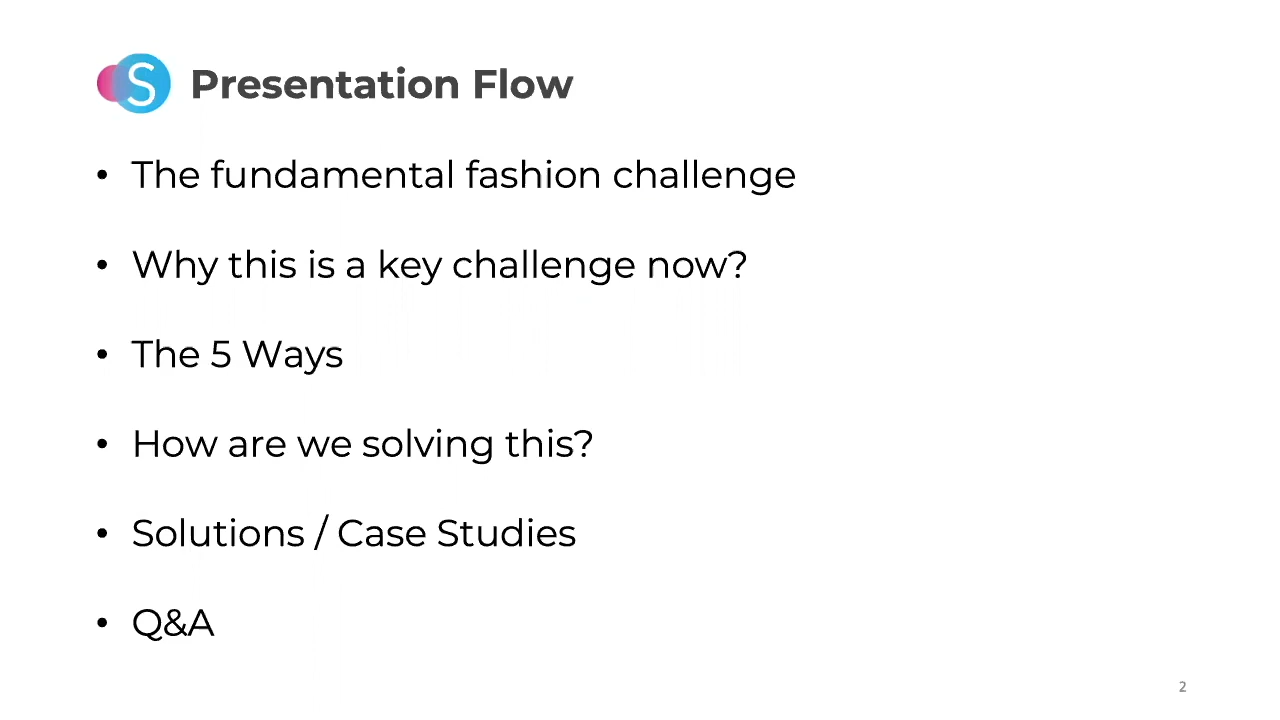 S Presentation Flow
• The fundamental fashion challenge
• Why this is a key challenge now?
• The 5 Ways
• How are we solving this?
• Solutions / Case Studies
• Q&A
2